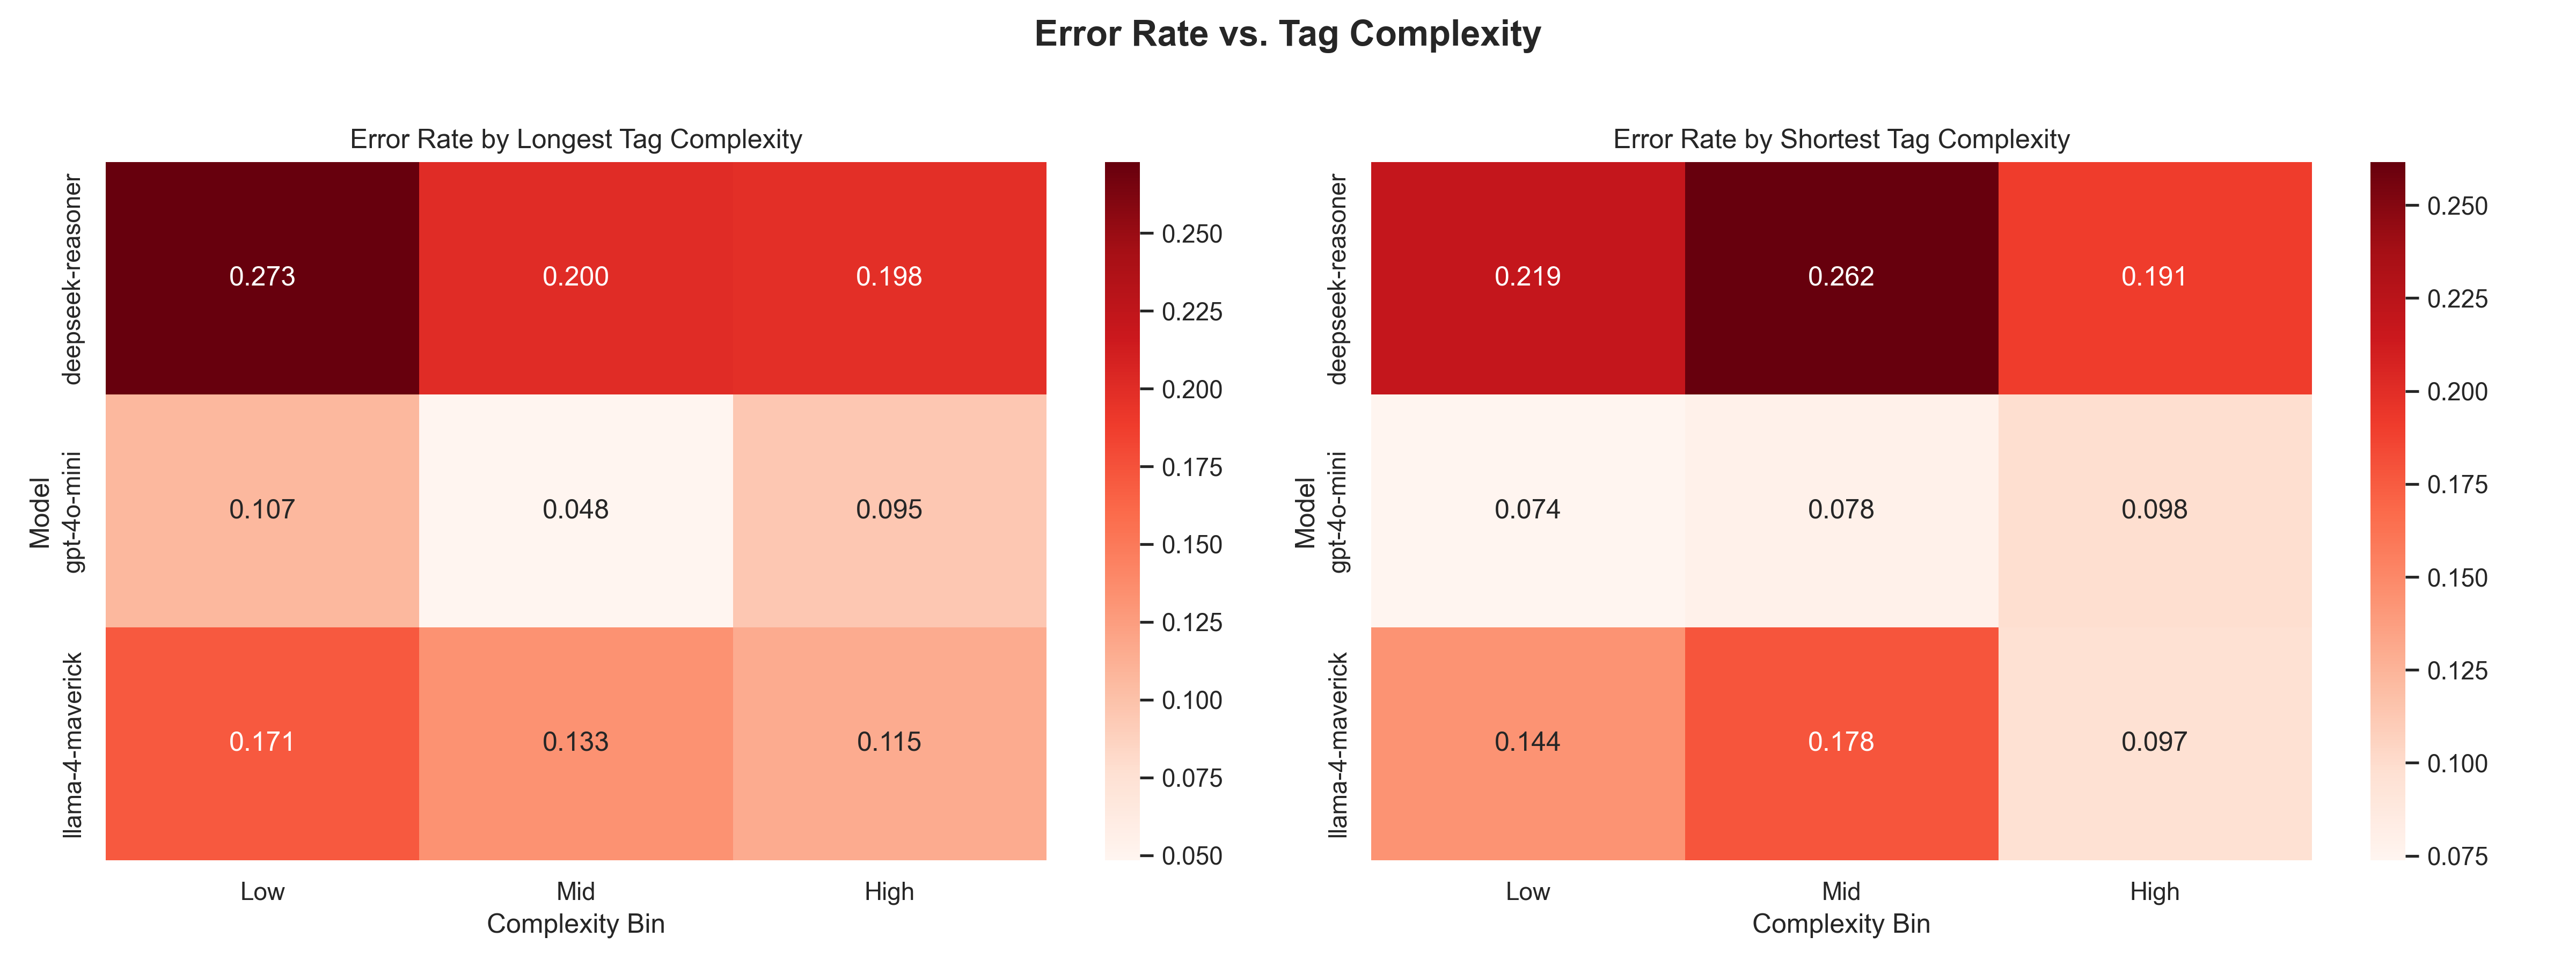 Error Rate vs. Tag Complexity
Error Rate by Longest Tag Complexity
Model
deepseek-reasoner
0.273 0.200 0.198
gpt-4o-mini
0.107 0.048 0.095
llama-4-maverick
0.171 0.133 0.115
Low Mid High
Complexity Bin
0.250
0.225
0.200
0.175
0.150
0.125
0.100
0.075
0.050
Error Rate by Shortest Tag Complexity
Model
deepseek-reasoner
0.219 0.262 0.191
gpt-4o-mini
0.074 0.078 0.098
llama-4-maverick
0.144 0.178 0.097
Low Mid High
Complexity Bin
0.250
0.225
0.200
0.175
0.150
0.125
0.100
0.075